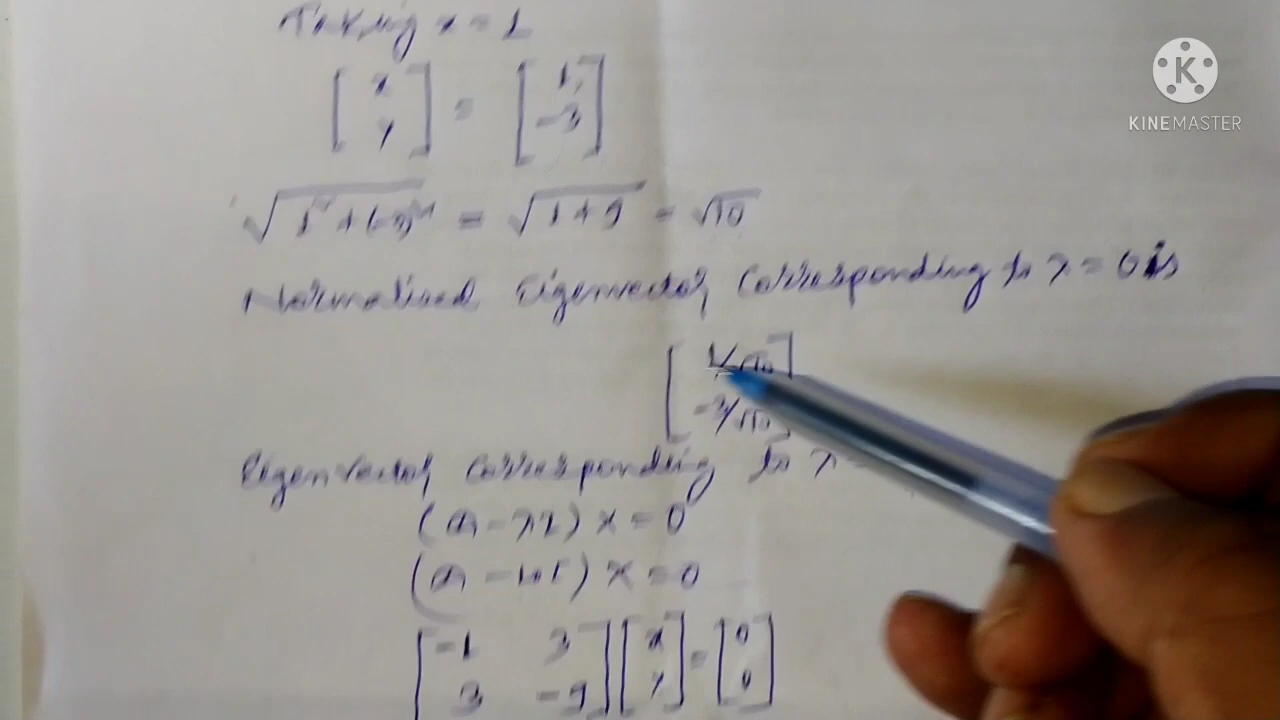 Taking x = 1
[x y] = [1, -3]
K
KINEMASTER
√1² + (-3)² = √1+9 = √10
Normalised Eigenvector corresponding to λ = 0 is
[1/√10 -3/√10]
Eigenvector corresponding to λ
(A - λI) X = 0
(A - 10I) X = 0
[-1 3 3 -9] [x y] = [0 0]